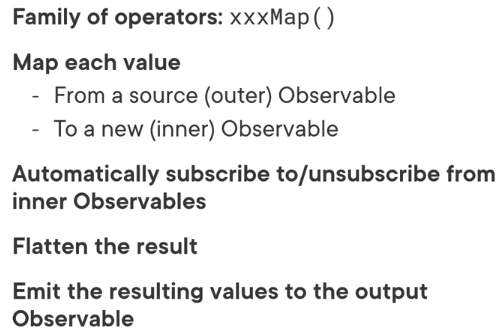 Family of operators: xxxMap()
Map each value
- From a source (outer) Observable
- To a new (inner) Observable
Automatically subscribe to/unsubscribe from
inner Observables
Flatten the result
Emit the resulting values to the output
Observable